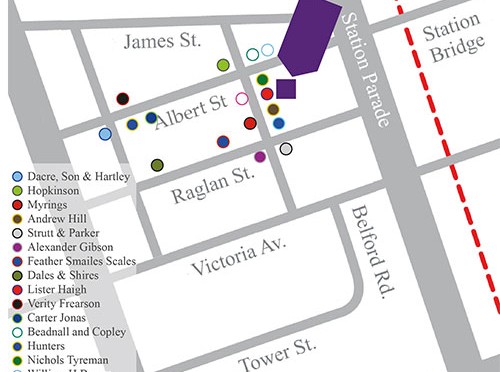 James St.
Station Parade
Station
Bridge
Albert St
Raglan St.
Victoria Av.
Belford Rd.
Tower St.
Dacre, Son & Hartley
Hopkinson
Myrings
Andrew Hill
Strutt & Parker
Alexander Gibson
Feather Smailes Scales
Dales & Shires
Lister Haigh
Verity Frearson
Carter Jonas
Beadnall and Copley
Hunters
Nichols Tyreman